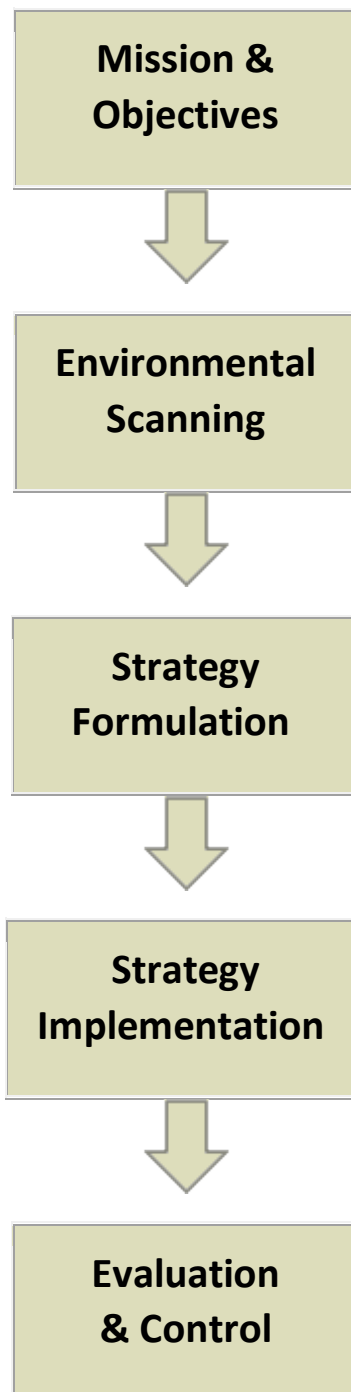 Mission &
Objectives
Environmental
Scanning
Strategy
Formulation
Strategy
Implementation
Evaluation
& Control